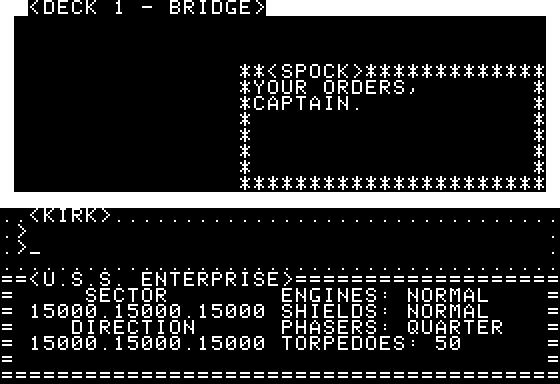 <DECK 1 - BRIDGE>
**<SPOCK>*************
*YOUR ORDERS,        *
*CAPTAIN.            *
*                    *
*                    *
*                    *
*                    *
**********************
. .<KIRK>................................
.>                                      .
.>_                                     .
.........................................
==<U.S.S. ENTERPRISE>===================
=     SECTOR        ENGINES: NORMAL    =
= 15000.15000.15000 SHIELDS: NORMAL    =
=    DIRECTION      PHASERS: QUARTER   =
= 15000.15000.15000 TORPEDOES: 50      =
=                                      =
========================================